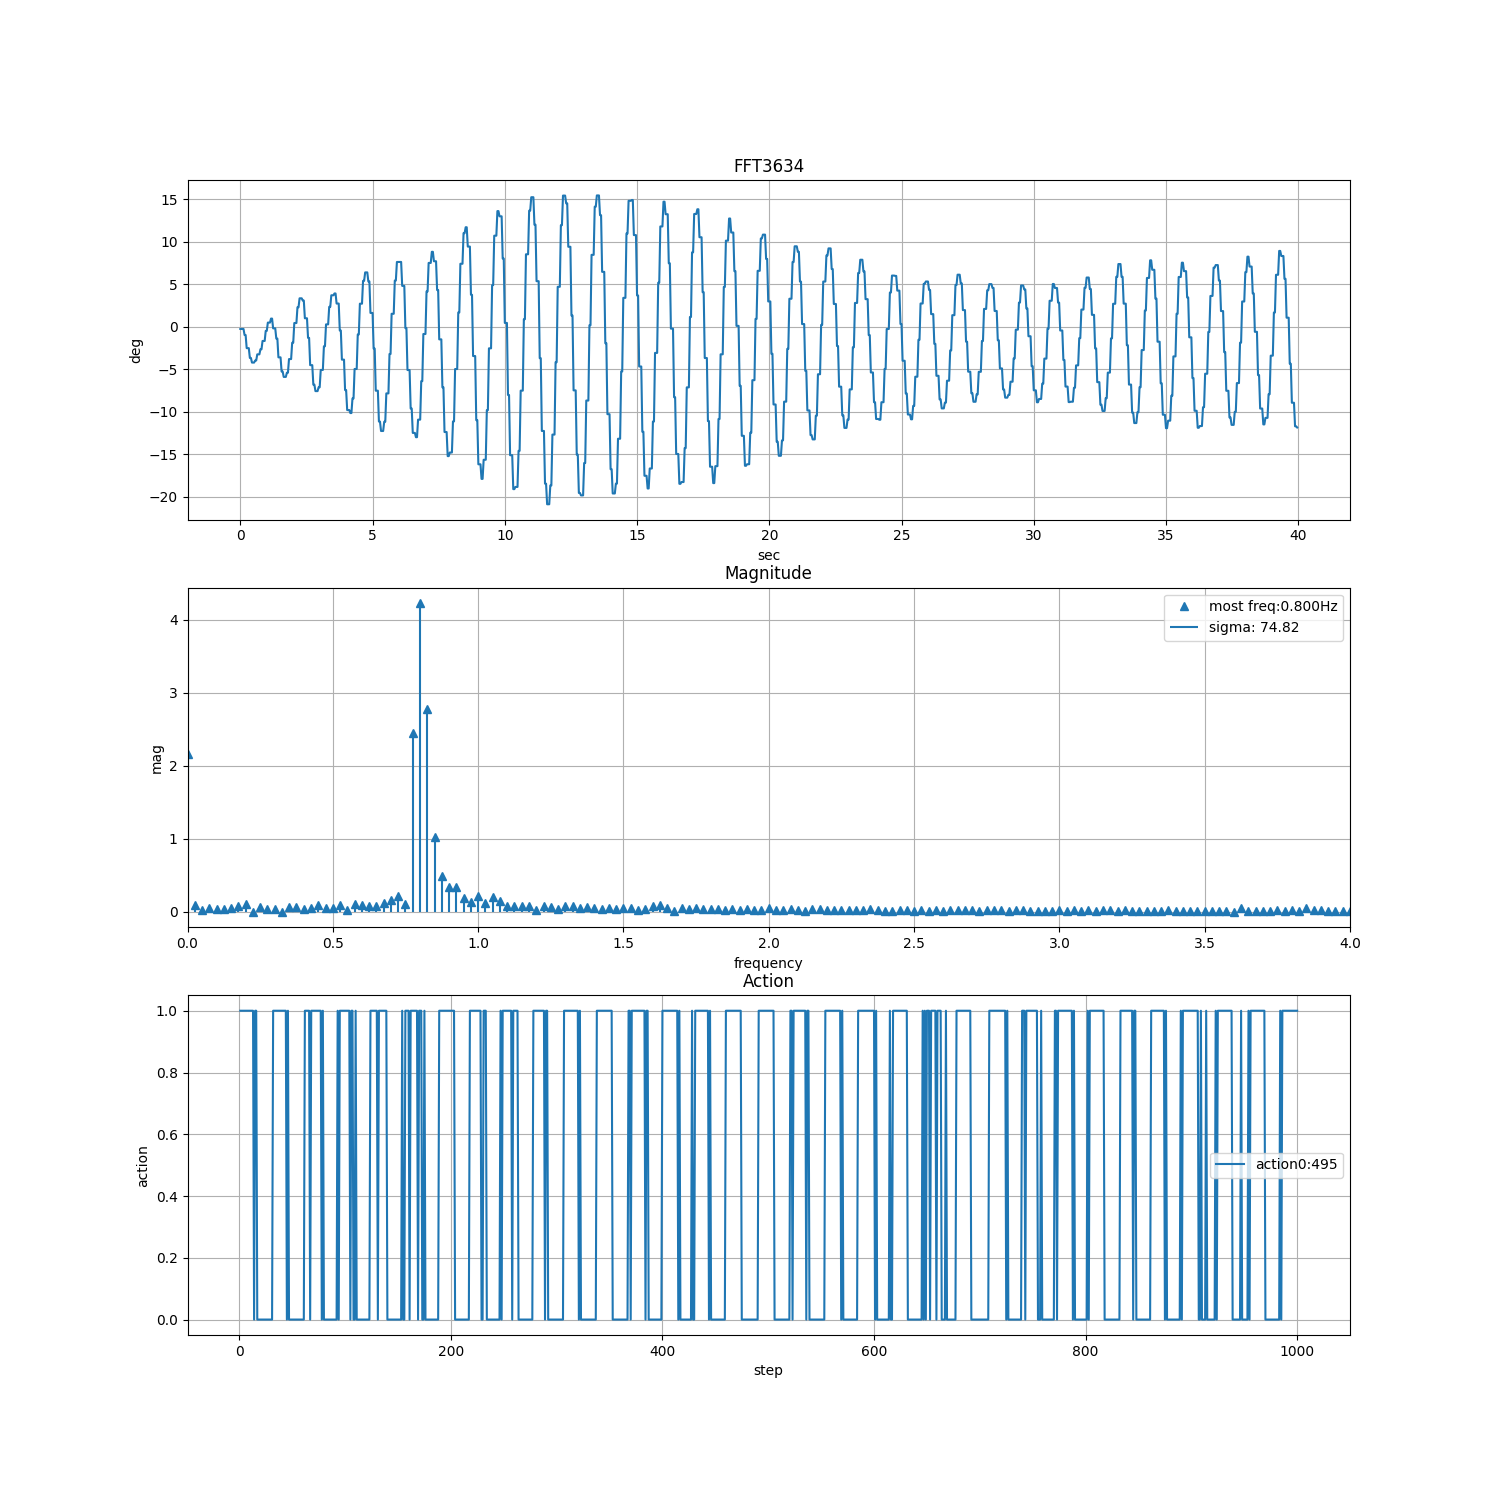 FFT3634
15
10
5
0
−5
−10
−15
−20
deg
0 5 10 15 20 25 30 35 40
sec
Magnitude
most freq:0.800Hz
sigma: 74.82
4
3
2
1
0
mag
0.0 0.5 1.0 1.5 2.0 2.5 3.0 3.5 4.0
frequency
Action
1.0
0.8
0.6
0.4
0.2
0.0
action
action0:495
0 200 400 600 800 1000
step